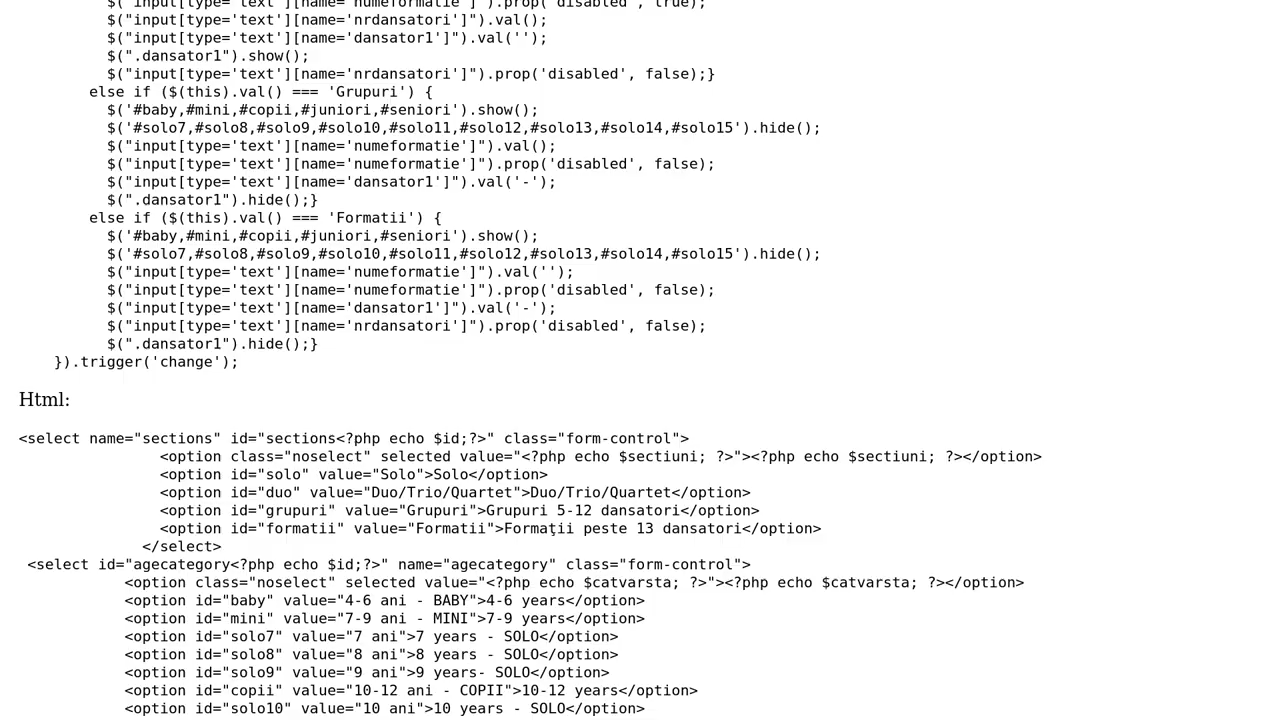 $("input[type='text'][name='numeformatie']").prop('disabled', true);
$("input[type='text'][name='nrdansatori']").val();
$("input[type='text'][name='dansator1']").val('');
$(".dansator1").show();
$("input[type='text'][name='nrdansatori']").prop('disabled', false);}
else if ($(this).val() === 'Grupuri') {
$('#baby,#mini,#copii,#juniori,#seniori').show();
$('#solo7,#solo8,#solo9,#solo10,#solo11,#solo12,#solo13,#solo14,#solo15').hide();
$("input[type='text'][name='numeformatie']").val();
$("input[type='text'][name='numeformatie']").prop('disabled', false);
$("input[type='text'][name='dansator1']").val('-');
$(".dansator1").hide();}
else if ($(this).val() === 'Formatii') {
$('#baby,#mini,#copii,#juniori,#seniori').show();
$('#solo7,#solo8,#solo9,#solo10,#solo11,#solo12,#solo13,#solo14,#solo15').hide();
$("input[type='text'][name='numeformatie']").val('');
$("input[type='text'][name='numeformatie']").prop('disabled', false);
$("input[type='text'][name='dansator1']").val('-');
$("input[type='text'][name='nrdansatori']").prop('disabled', false);
$(".dansator1").hide();}
}).trigger('change');
Html:
<select name="sections" id="sections<?php echo $id;?>" class="form-control">
<option class="noselect" selected value="<?php echo $sectiuni; ?>"><?php echo $sectiuni; ?></option>
<option id="solo" value="Solo">Solo</option>
<option id="duo" value="Duo/Trio/Quartet">Duo/Trio/Quartet</option>
<option id="grupuri" value="Grupuri">Grupuri 5-12 dansatori</option>
<option id="formatii" value="Formatii">Formaţii peste 13 dansatori</option>
</select>
<select id="agecategory<?php echo $id;?>" name="agecategory" class="form-control">
<option class="noselect" selected value="<?php echo $catvarsta; ?>"><?php echo $catvarsta; ?></option>
<option id="baby" value="4-6 ani - BABY">4-6 years</option>
<option id="mini" value="7-9 ani - MINI">7-9 years</option>
<option id="solo7" value="7 ani">7 years - SOLO</option>
<option id="solo8" value="8 ani">8 years - SOLO</option>
<option id="solo9" value="9 ani">9 years- SOLO</option>
<option id="copii" value="10-12 ani - COPII">10-12 years</option>
<option id="solo10" value="10 ani">10 years - SOLO</option>